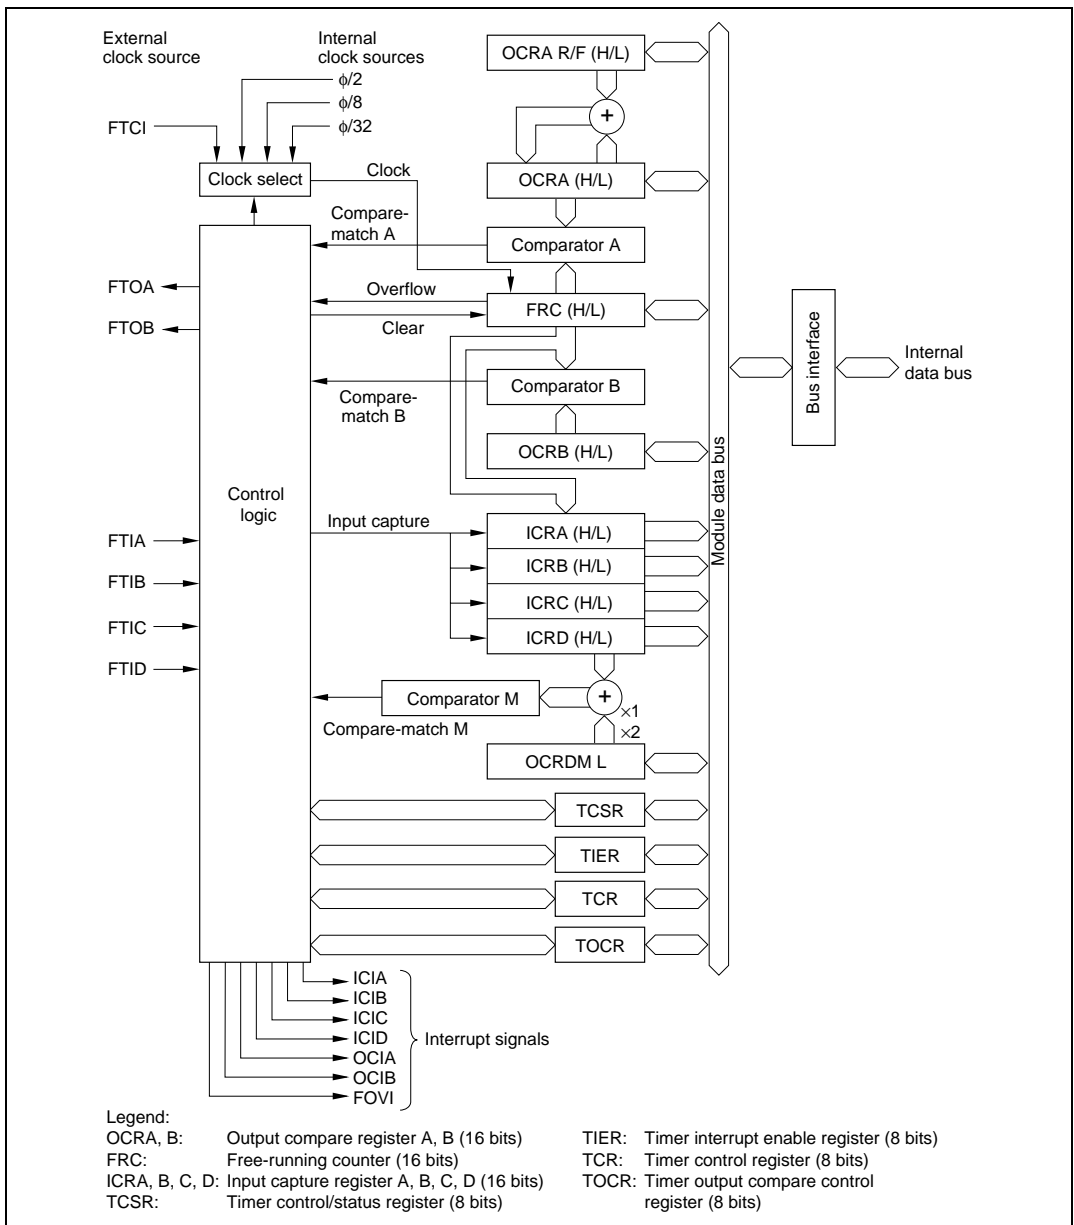 External
clock source
Internal
clock sources
ϕ/2
ϕ/8
ϕ/32
FTCI
Clock select
Clock
OCRA R/F (H/L)
+
OCRA (H/L)
Compare-
match A
Comparator A
FTOA
Overflow
FRC (H/L)
FTOB
Clear
Comparator B
Compare-
match B
OCRB (H/L)
Module data bus
Bus interface
Internal
data bus
Control
logic
Input capture
ICRA (H/L)
ICRB (H/L)
ICRC (H/L)
ICRD (H/L)
FTIA
FTIB
FTIC
FTID
+
×1
×2
Comparator M
Compare-match M
OCRDM L
TCSR
TIER
TCR
TOCR
ICIA
ICIB
ICIC
ICID
OCIA
OCIB
FOVI
Interrupt signals
Legend:
OCRA, B: Output compare register A, B (16 bits)
FRC: Free-running counter (16 bits)
ICRA, B, C, D: Input capture register A, B, C, D (16 bits)
TCSR: Timer control/status register (8 bits)
TIER: Timer interrupt enable register (8 bits)
TCR: Timer control register (8 bits)
TOCR: Timer output compare control
register (8 bits)